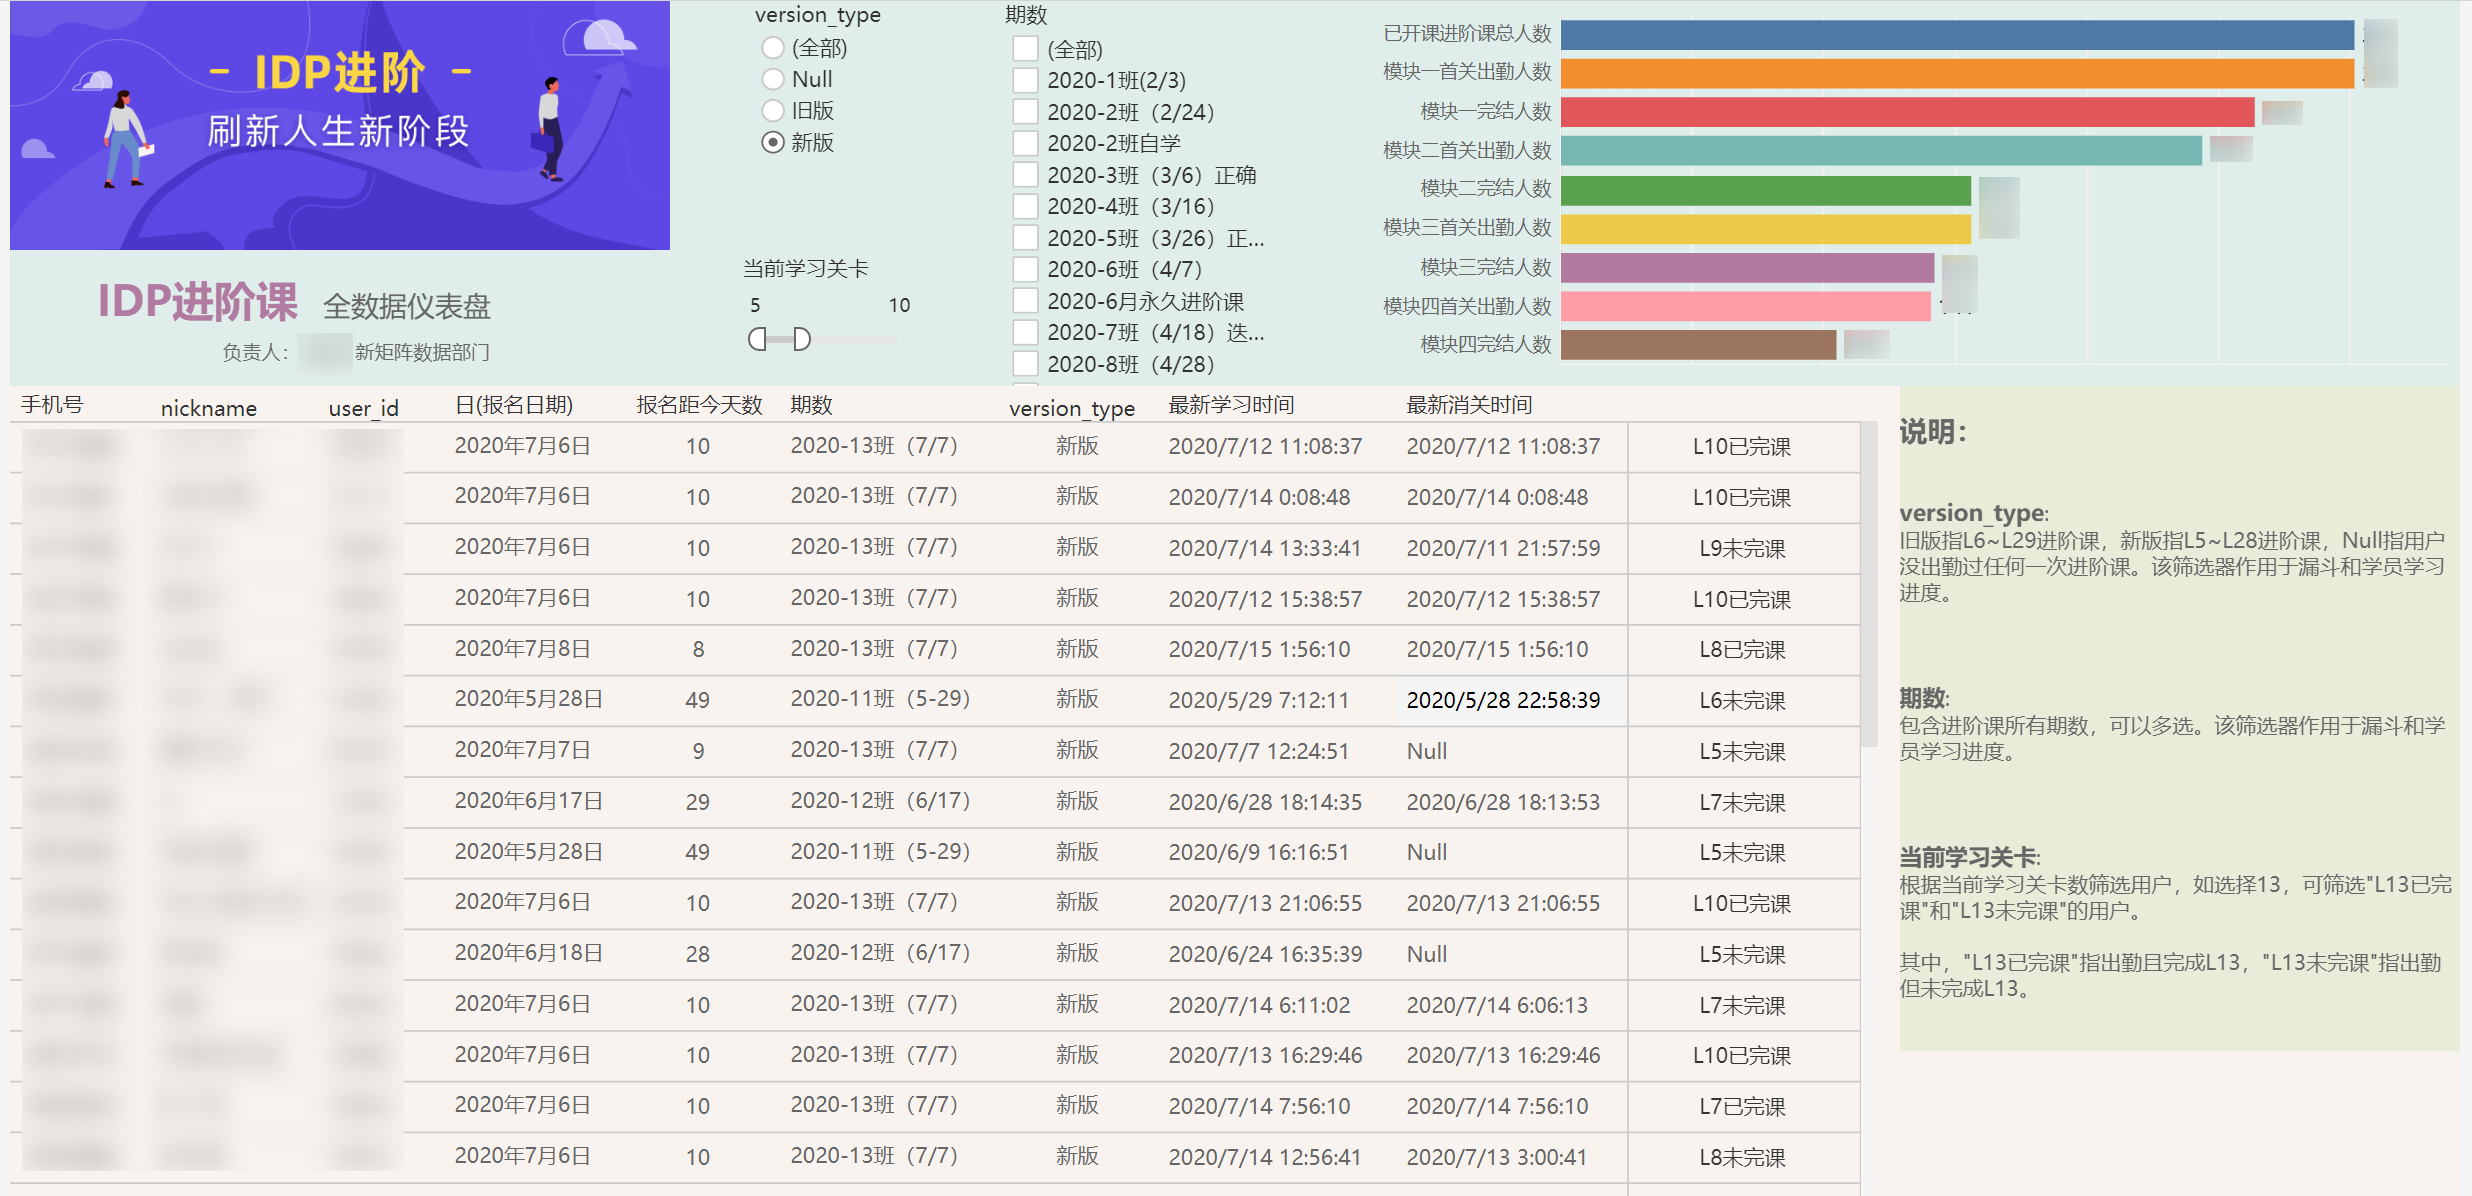 - IDP进阶 -
刷新人生新阶段
IDP进阶课 全数据仪表盘
负责人：
新矩阵数据部门
version_type
(全部)
Null
旧版
新版
当前学习关卡
5 10
期数
(全部)
2020-1班(2/3)
2020-2班（2/24）
2020-2班自学
2020-3班（3/6）正确
2020-4班（3/16）
2020-5班（3/26）正...
2020-6班（4/7）
2020-6月永久进阶课
2020-7班（4/18）迭...
2020-8班（4/28）
已开课进阶课总人数
模块一首关出勤人数
模块一完结人数
模块二首关出勤人数
模块二完结人数
模块三首关出勤人数
模块三完结人数
模块四首关出勤人数
模块四完结人数
手机号 nickname user_id 日(报名日期) 报名距今天数 期数 version_type 最新学习时间 最新消关时间
2020年7月6日 10 2020-13班（7/7） 新版 2020/7/12 11:08:37 2020/7/12 11:08:37 L10已完课
2020年7月6日 10 2020-13班（7/7） 新版 2020/7/14 0:08:48 2020/7/14 0:08:48 L10已完课
2020年7月6日 10 2020-13班（7/7） 新版 2020/7/14 13:33:41 2020/7/11 21:57:59 L9未完课
2020年7月6日 10 2020-13班（7/7） 新版 2020/7/12 15:38:57 2020/7/12 15:38:57 L10已完课
2020年7月8日 8 2020-13班（7/7） 新版 2020/7/15 1:56:10 2020/7/15 1:56:10 L8已完课
2020年5月28日 49 2020-11班（5-29） 新版 2020/5/29 7:12:11 2020/5/28 22:58:39 L6未完课
2020年7月7日 9 2020-13班（7/7） 新版 2020/7/7 12:24:51 Null L5未完课
2020年6月17日 29 2020-12班（6/17） 新版 2020/6/28 18:14:35 2020/6/28 18:13:53 L7未完课
2020年5月28日 49 2020-11班（5-29） 新版 2020/6/9 16:16:51 Null L5未完课
2020年7月6日 10 2020-13班（7/7） 新版 2020/7/13 21:06:55 2020/7/13 21:06:55 L10已完课
2020年6月18日 28 2020-12班（6/17） 新版 2020/6/24 16:35:39 Null L5未完课
2020年7月6日 10 2020-13班（7/7） 新版 2020/7/14 6:11:02 2020/7/14 6:06:13 L7未完课
2020年7月6日 10 2020-13班（7/7） 新版 2020/7/13 16:29:46 2020/7/13 16:29:46 L10已完课
2020年7月6日 10 2020-13班（7/7） 新版 2020/7/14 7:56:10 2020/7/14 7:56:10 L7已完课
2020年7月6日 10 2020-13班（7/7） 新版 2020/7/14 12:56:41 2020/7/13 3:00:41 L8未完课
说明：
version_type:
旧版指L6~L29进阶课，新版指L5~L28进阶课，Null指用户
没出勤过任何一次进阶课。该筛选器作用于漏斗和学员学习
进度。
期数:
包含进阶课所有期数，可以多选。该筛选器作用于漏斗和学
员学习进度。
当前学习关卡:
根据当前学习关卡数筛选用户，如选择13，可筛选"L13已完
课"和"L13未完课"的用户。
其中，"L13已完课"指出勤且完成L13，"L13未完课"指出勤
但未完成L13。